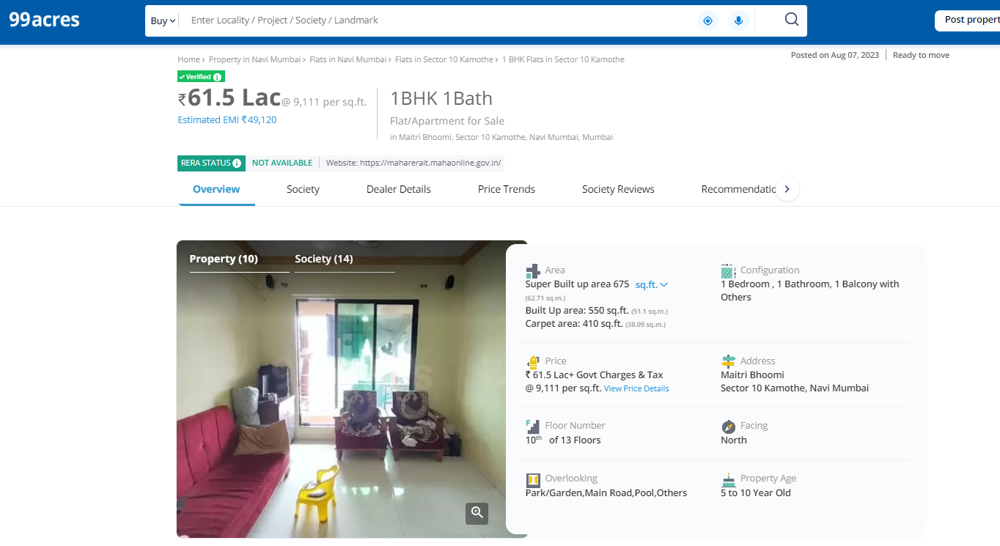 99acres
Buy
Enter Locality / Project / Society / Landmark
Post propert
Home › Property in Navi Mumbai › Flats in Navi Mumbai › Flats in Sector 10 Kamothe › 1 BHK Flats in Sector 10 Kamothe
Posted on Aug 07, 2023 | Ready to move
Verified
₹61.5 Lac @ 9,111 per sq.ft.
Estimated EMI ₹49,120
1BHK 1Bath
Flat/Apartment for Sale
in Maitri Bhoomi, Sector 10 Kamothe, Navi Mumbai, Mumbai
RERA STATUS NOT AVAILABLE | Website: https://maharerait.mahaonline.gov.in/
Overview Society Dealer Details Price Trends Society Reviews Recommendatio
Property (10) Society (14)
Area
Super Built up area 675 sq.ft.
(62.71 sq.m.)
Built Up area: 550 sq.ft. (51.1 sq.m.)
Carpet area: 410 sq.ft. (38.09 sq.m.)
Configuration
1 Bedroom , 1 Bathroom, 1 Balcony with
Others
Price
₹ 61.5 Lac+ Govt Charges & Tax
@ 9,111 per sq.ft. View Price Details
Address
Maitri Bhoomi
Sector 10 Kamothe, Navi Mumbai
Floor Number
10th of 13 Floors
Facing
North
Overlooking
Park/Garden,Main Road,Pool,Others
Property Age
5 to 10 Year Old